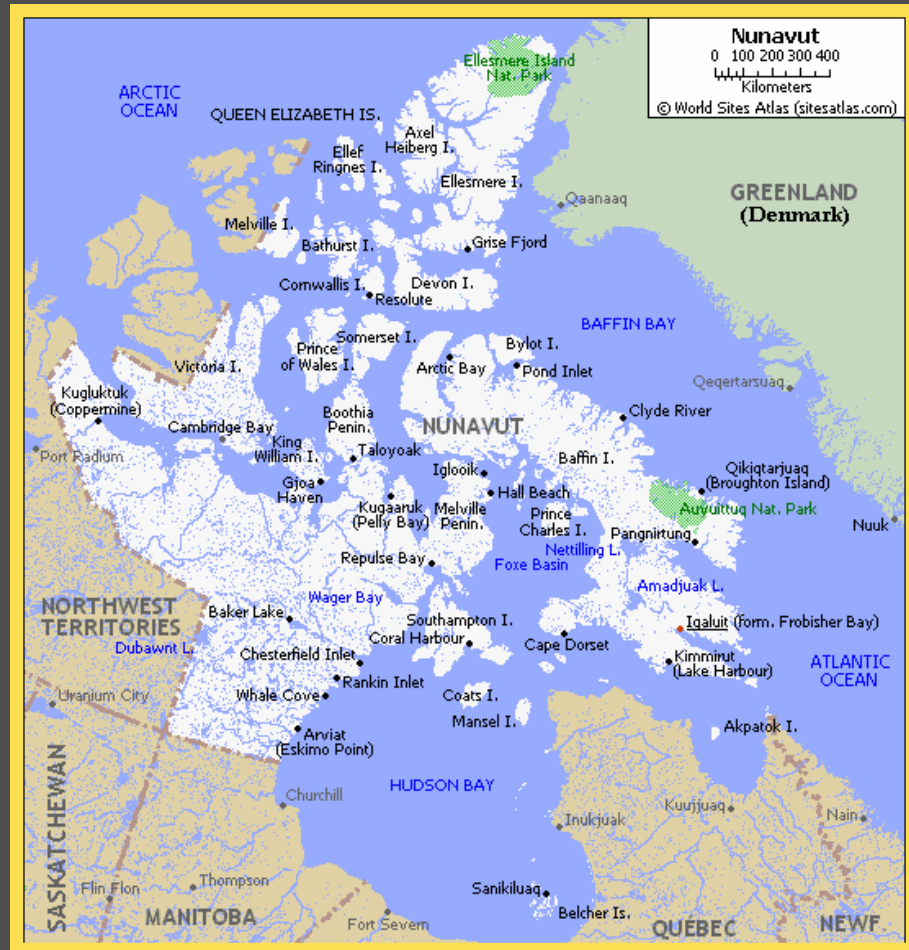 Nunavut
0 100 200 300 400
Kilometers
© World Sites Atlas (sitesatlas.com)
Ellesmere Island
Nat. Park
ARCTIC
OCEAN
QUEEN ELIZABETH IS.
Axel
Heiberg I.
Ellef
Ringnes I.
Ellesmere I.
Qaanaaq
GREENLAND
(Denmark)
Melville I.
Bathurst I.
Grise Fjord
Cornwallis I.
Devon I.
Resolute
BAFFIN BAY
Somerset I.
Bylot I.
Prince
of Wales I.
Arctic Bay
Pond Inlet
Victoria I.
Qeqertarsuaq
Kugluktuk
(Coppermine)
Boothia
Penin.
Clyde River
Cambridge Bay
NUNAVUT
King
William I.
Taloyoak
Port Radium
Baffin I.
Iglooik
Qikiqtarjuaq
(Broughton Island)
Gjoa
Haven
Hall Beach
Kugaaruk
(Pelly Bay)
Melville
Penin.
Prince
Charles I.
Auyuittuq Nat. Park
Nuuk
Pangnirtung
Nettilling L.
Repulse Bay
Foxe Basin
Amadjuak L.
Wager Bay
NORTHWEST
TERRITORIES
Baker Lake
Southampton I.
Iqaluit (form. Frobisher Bay)
Coral Harbour
Cape Dorset
Dubawnt L.
Chesterfield Inlet
Kimmirut
(Lake Harbour)
ATLANTIC
OCEAN
Rankin Inlet
Uranium City
Whale Cove
Coats I.
Mansel I.
Akpatok I.
Arviat
(Eskimo Point)
HUDSON BAY
SASKATCHEWAN
Churchill
Kuujjuaq
Nain
Inukjuak
Flin Flon
Thompson
Sanikiluaq
Belcher Is.
MANITOBA
Fort Severn
QUEBEC
NEWF.